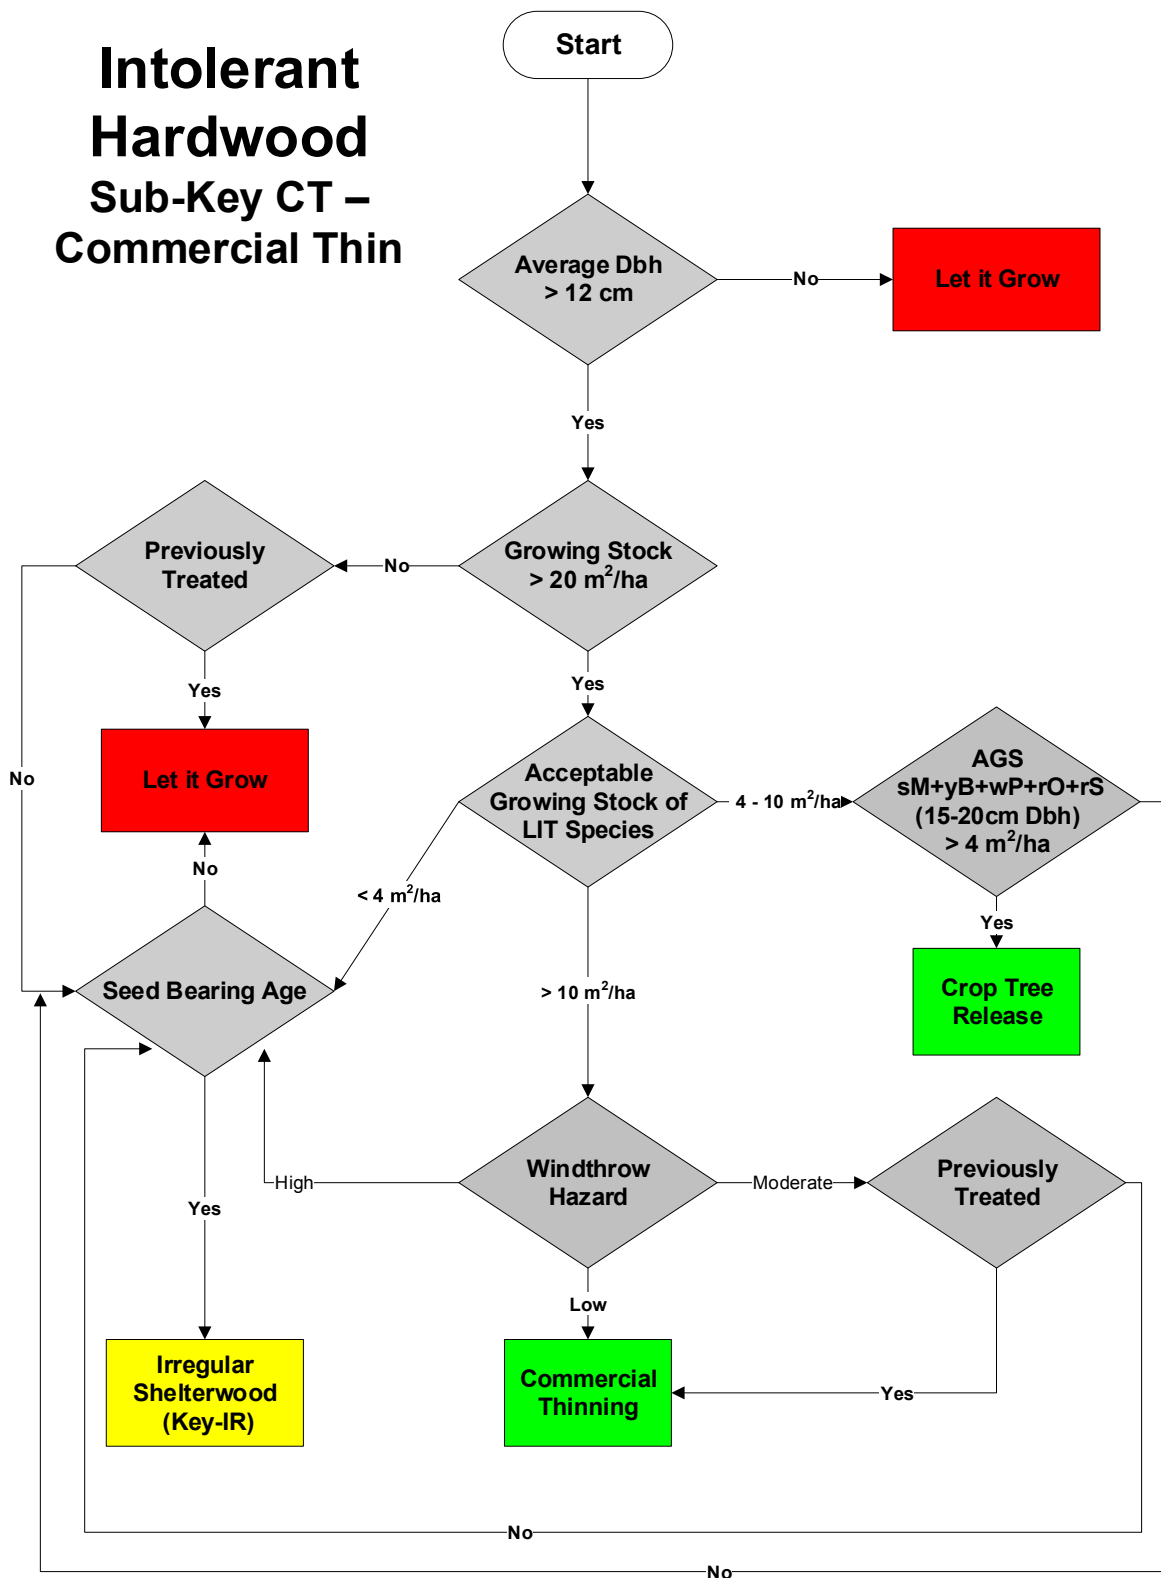 Start
Intolerant
Hardwood
Sub-Key CT –
Commercial Thin
Average Dbh
> 12 cm
No
Let it Grow
Yes
Previously
Treated
No
Growing Stock
> 20 m²/ha
Yes
Yes
No
Let it Grow
Acceptable
Growing Stock of
LIT Species
4 - 10 m²/ha
AGS
sM+yB+wP+rO+rS
(15-20cm Dbh)
> 4 m²/ha
No
< 4 m²/ha
Yes
Seed Bearing Age
> 10 m²/ha
Crop Tree
Release
High
Windthrow
Hazard
Moderate
Previously
Treated
Yes
Low
Irregular
Shelterwood
(Key-IR)
Commercial
Thinning
Yes
No
No